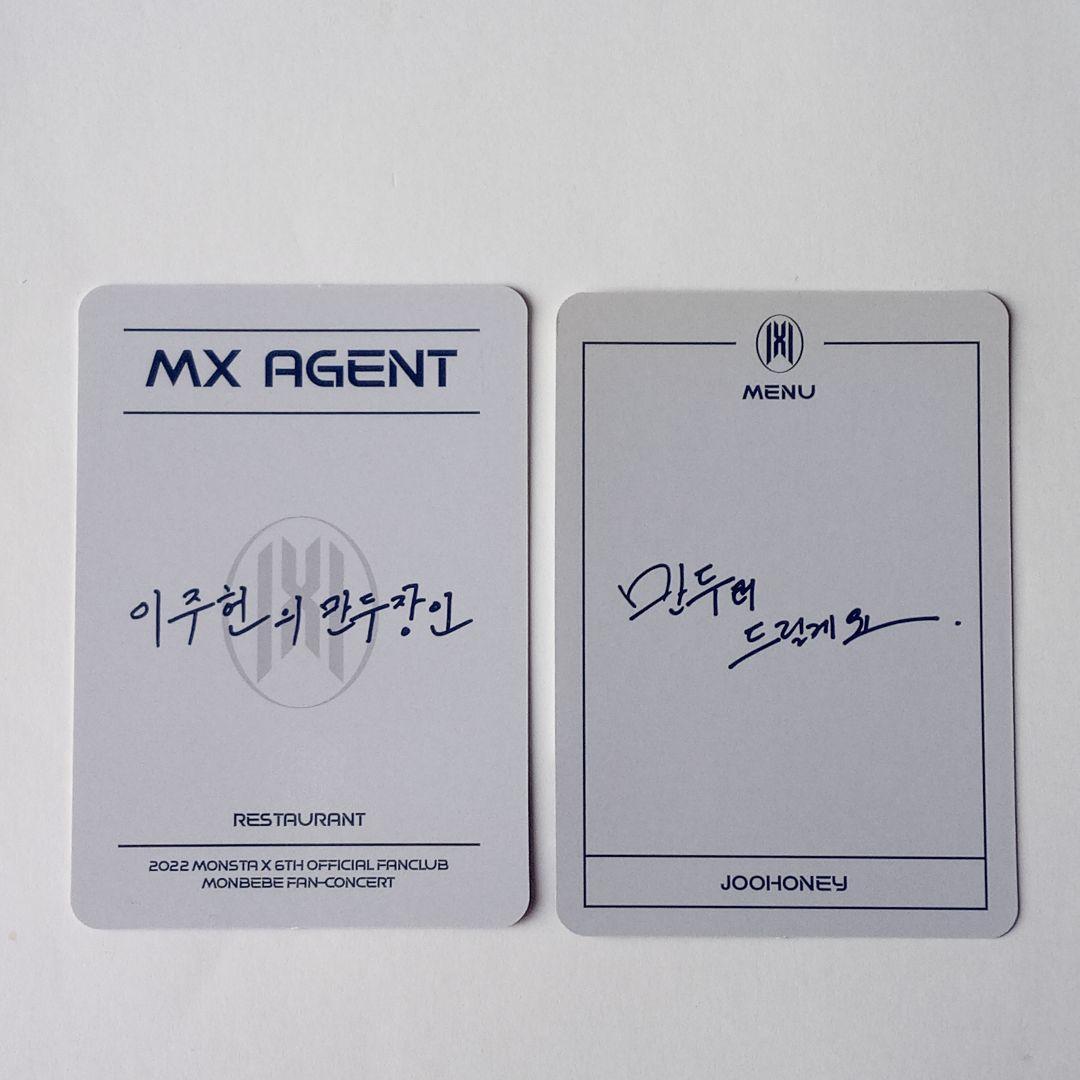 MX AGENT
이주헌의 만두장인
RESTAURANT
2022 MONSTA X 6TH OFFICIAL FANCLUB
MONBEBE FAN-CONCERT
MENU
만두더
드릴게요.
JOOHONEY